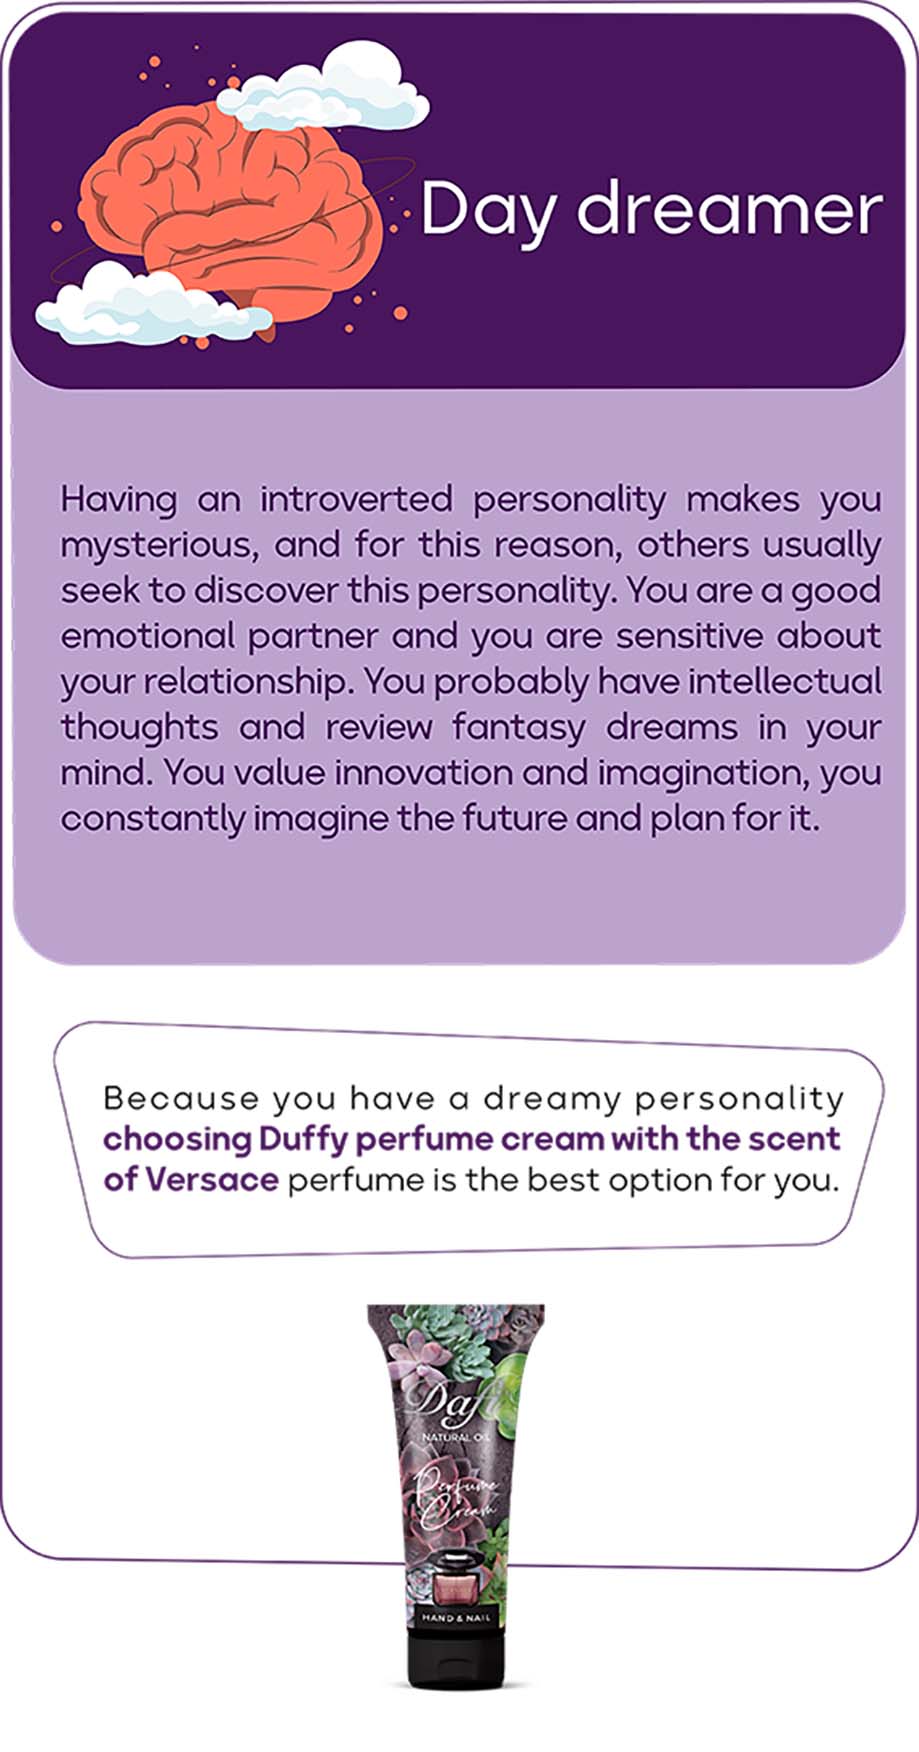 Day dreamer
Having an introverted personality makes you
mysterious, and for this reason, others usually
seek to discover this personality. You are a good
emotional partner and you are sensitive about
your relationship. You probably have intellectual
thoughts and review fantasy dreams in your
mind. You value innovation and imagination, you
constantly imagine the future and plan for it.
Because you have a dreamy personality
choosing Duffy perfume cream with the scent
of Versace perfume is the best option for you.
Dafi
NATURAL OIL
Perfume
Cream
HAND & NAIL